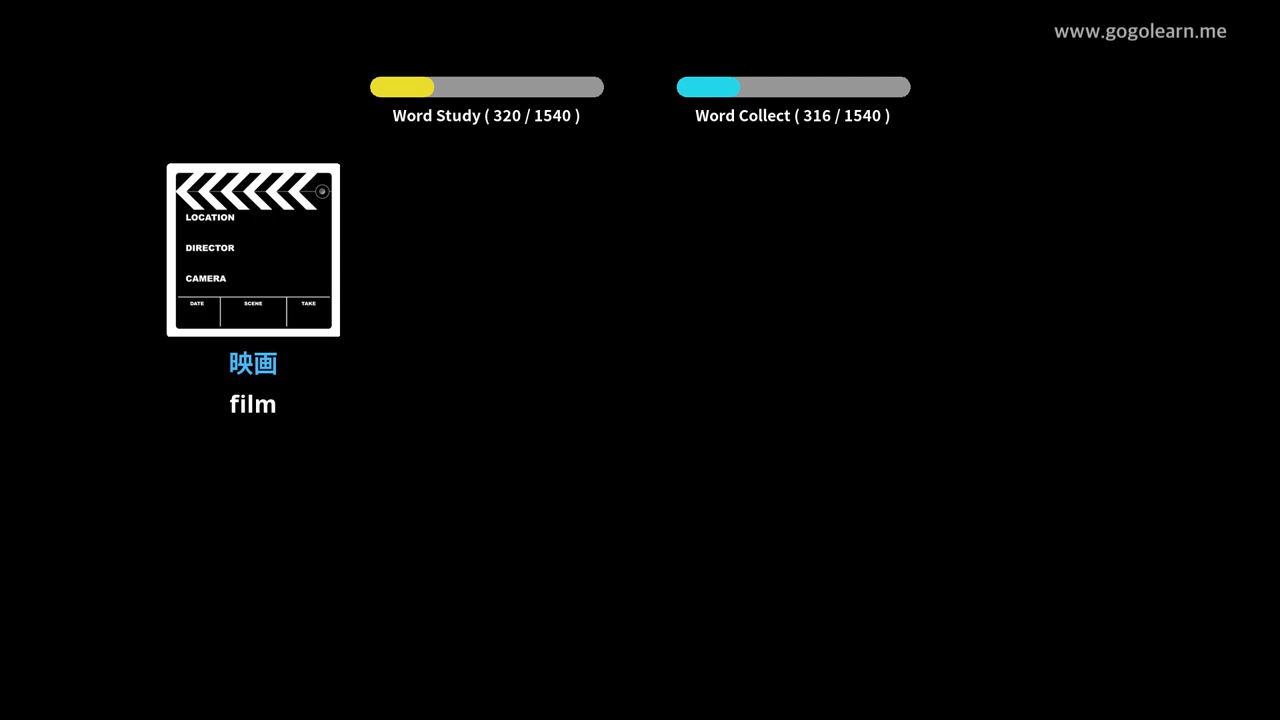 www.gogolearn.me
Word Study ( 320 / 1540 )
Word Collect ( 316 / 1540 )
LOCATION
DIRECTOR
CAMERA
DATE SCENE TAKE
映画
film